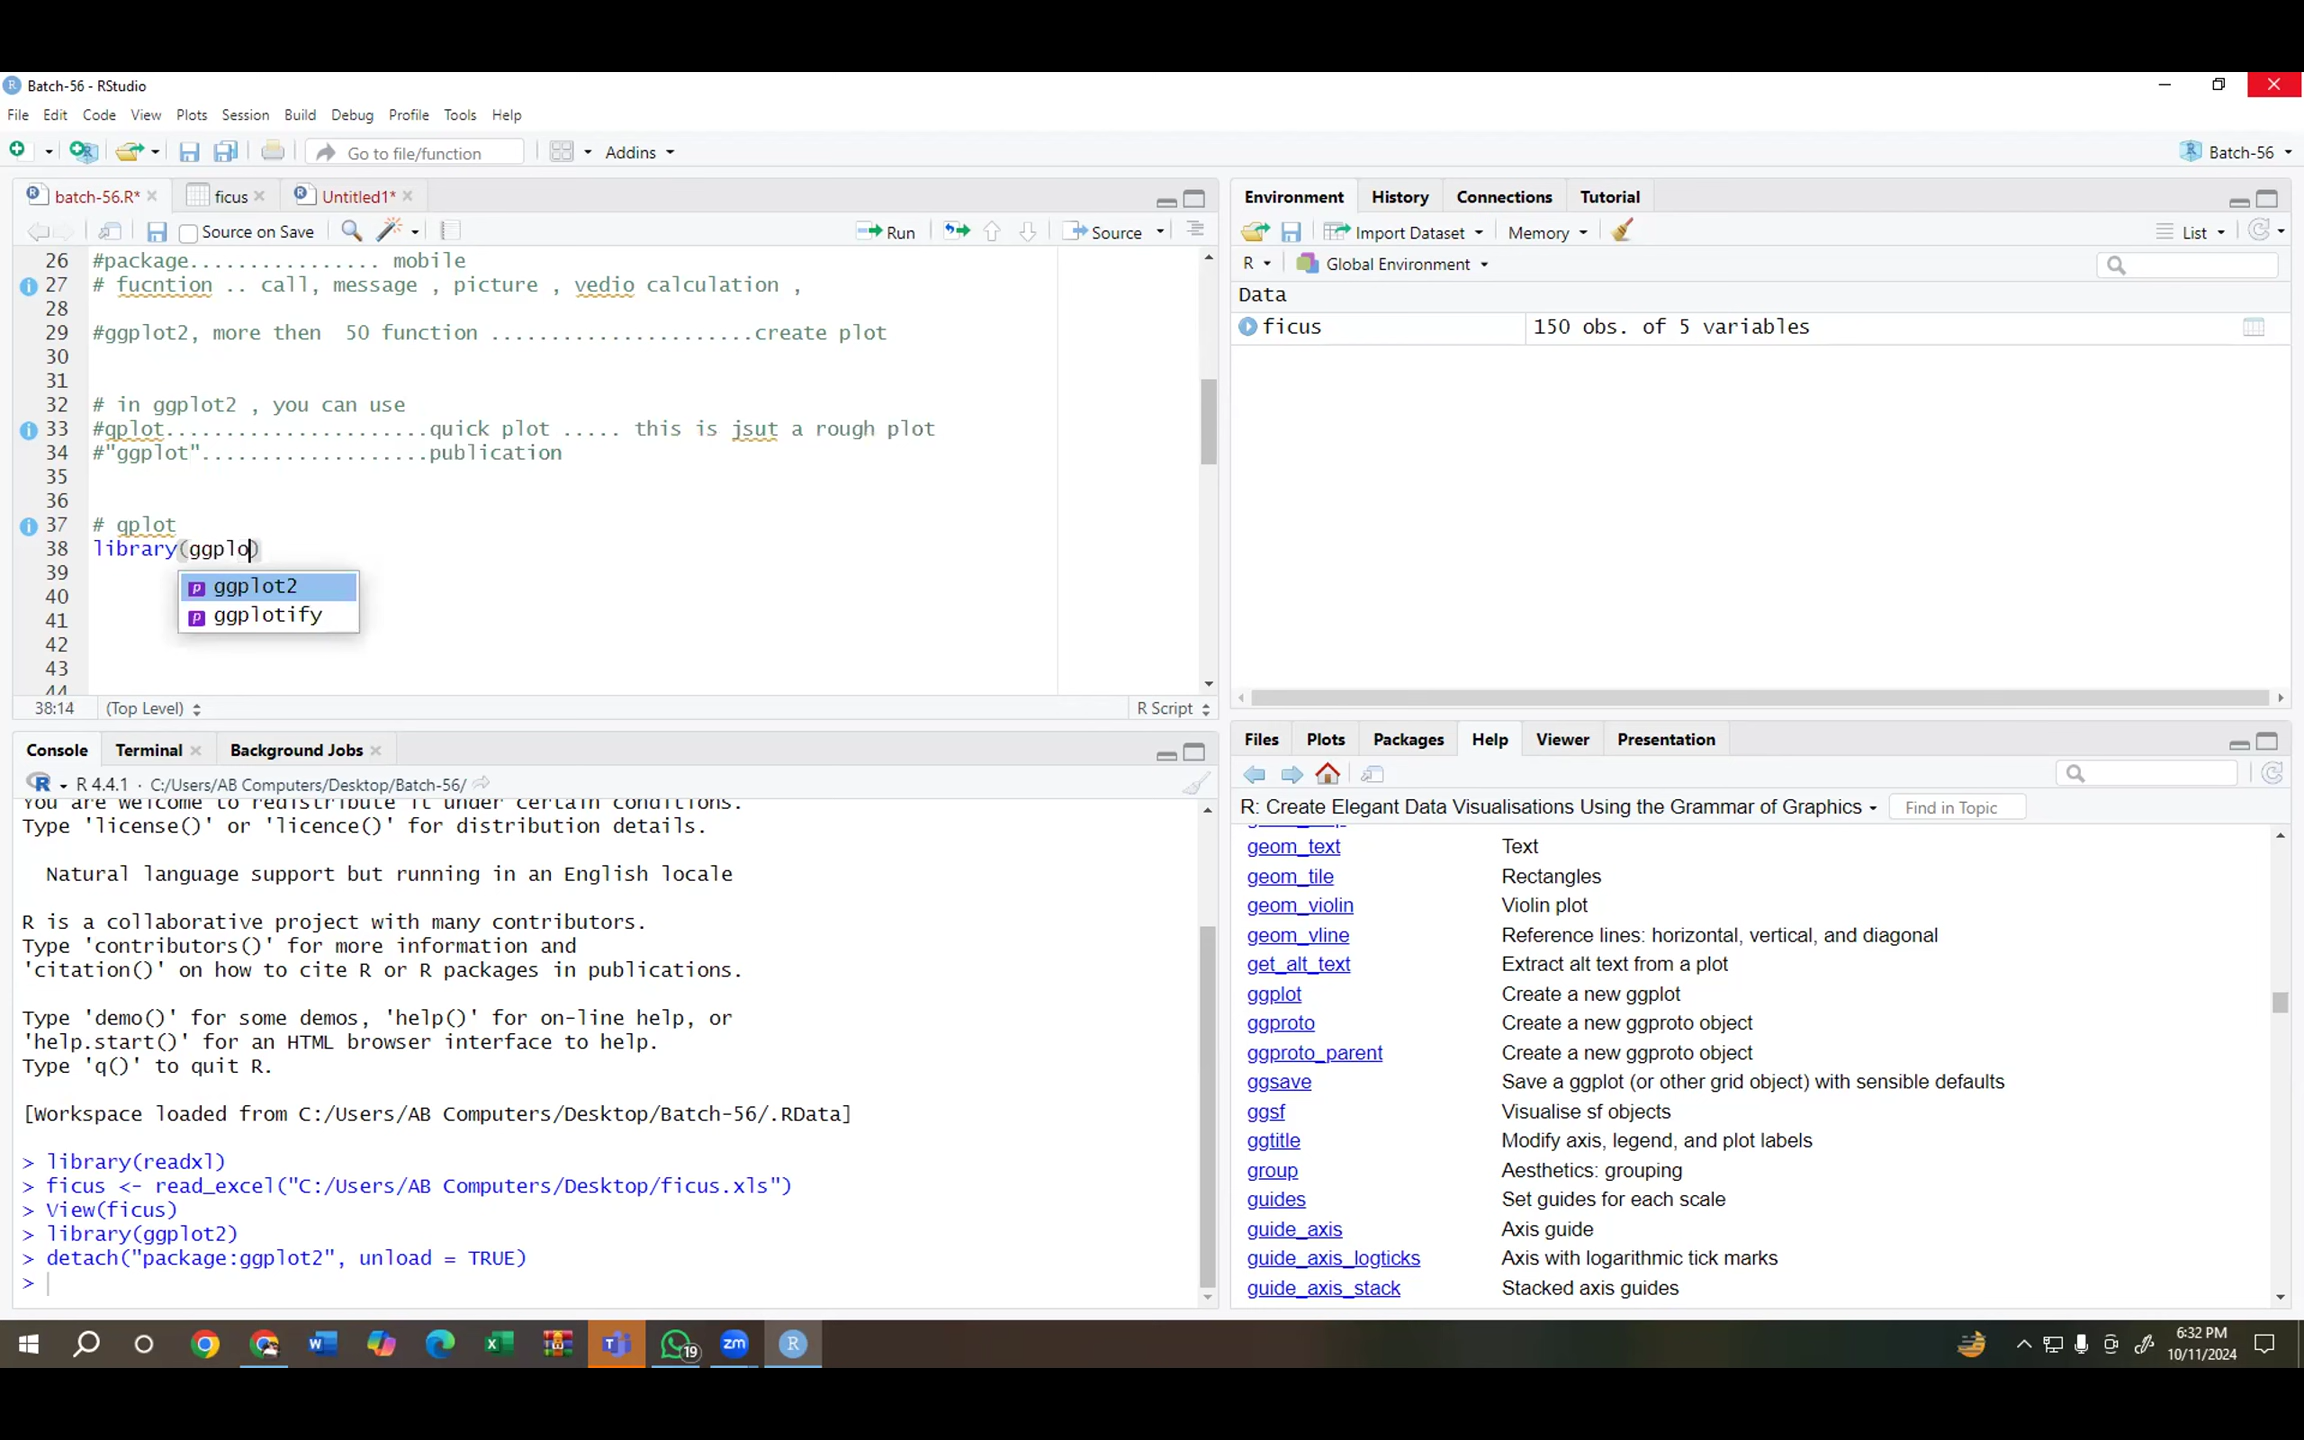 Batch-56 - RStudio
File Edit Code View Plots Session Build Debug Profile Tools Help
Go to file/function Addins Batch-56
batch-56.R* ficus Untitled1*
Source on Save Run Source
26 #package................ mobile
27 # fucntion .. call, message , picture , vedio calculation ,
28
29 #ggplot2, more then  50 function ......................create plot
30
31
32 # in ggplot2 , you can use
33 #qplot......................quick plot ..... this is jsut a rough plot
34 #"ggplot"...................publication
35
36
37 # qplot
38 library(ggplo)
39
ggplot2
40
ggplotify
41
42
43
44
38:14 (Top Level) R Script
Environment History Connections Tutorial
Import Dataset Memory List
R Global Environment
Data
ficus 150 obs. of 5 variables
Console Terminal Background Jobs
R 4.4.1 · C:/Users/AB Computers/Desktop/Batch-56/
You are welcome to redistribute it under certain conditions.
Type 'license()' or 'licence()' for distribution details.
Natural language support but running in an English locale
R is a collaborative project with many contributors.
Type 'contributors()' for more information and
'citation()' on how to cite R or R packages in publications.
Type 'demo()' for some demos, 'help()' for on-line help, or
'help.start()' for an HTML browser interface to help.
Type 'q()' to quit R.
[Workspace loaded from C:/Users/AB Computers/Desktop/Batch-56/.RData]
> library(readxl)
> ficus <- read_excel("C:/Users/AB Computers/Desktop/ficus.xls")
> View(ficus)
> library(ggplot2)
> detach("package:ggplot2", unload = TRUE)
>
Files Plots Packages Help Viewer Presentation
R: Create Elegant Data Visualisations Using the Grammar of Graphics Find in Topic
geom_text Text
geom_tile Rectangles
geom_violin Violin plot
geom_vline Reference lines: horizontal, vertical, and diagonal
get_alt_text Extract alt text from a plot
ggplot Create a new ggplot
ggproto Create a new ggproto object
ggproto_parent Create a new ggproto object
ggsave Save a ggplot (or other grid object) with sensible defaults
ggsf Visualise sf objects
ggtitle Modify axis, legend, and plot labels
group Aesthetics: grouping
guides Set guides for each scale
guide_axis Axis guide
guide_axis_logticks Axis with logarithmic tick marks
guide_axis_stack Stacked axis guides
19 zm 6:32 PM
10/11/2024